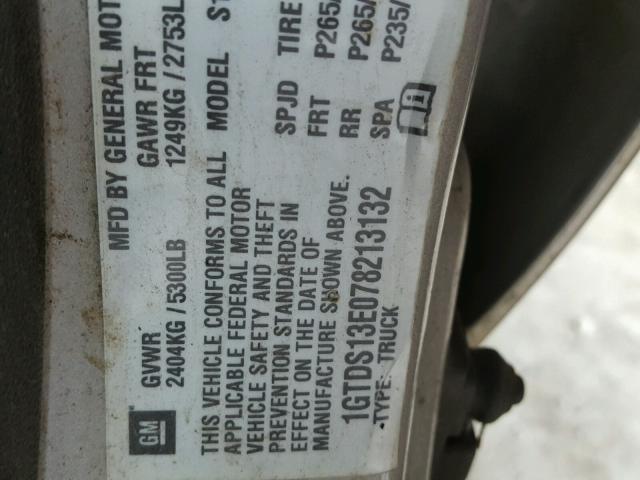 MFD BY GENERAL MOT
GVWR GAWR FRT
2404KG/5300LB 1249KG/2753L
GM
THIS VEHICLE CONFORMS TO ALL
APPLICABLE FEDERAL MOTOR
VEHICLE SAFETY AND THEFT
PREVENTION STANDARDS IN
EFFECT ON THE DATE OF
MANUFACTURE SHOWN ABOVE.
1GTDS13E078213132
-TYPE: TRUCK
MODEL S1
SPJD TIRE
FRT P265/
RR P265/
SPA P235/